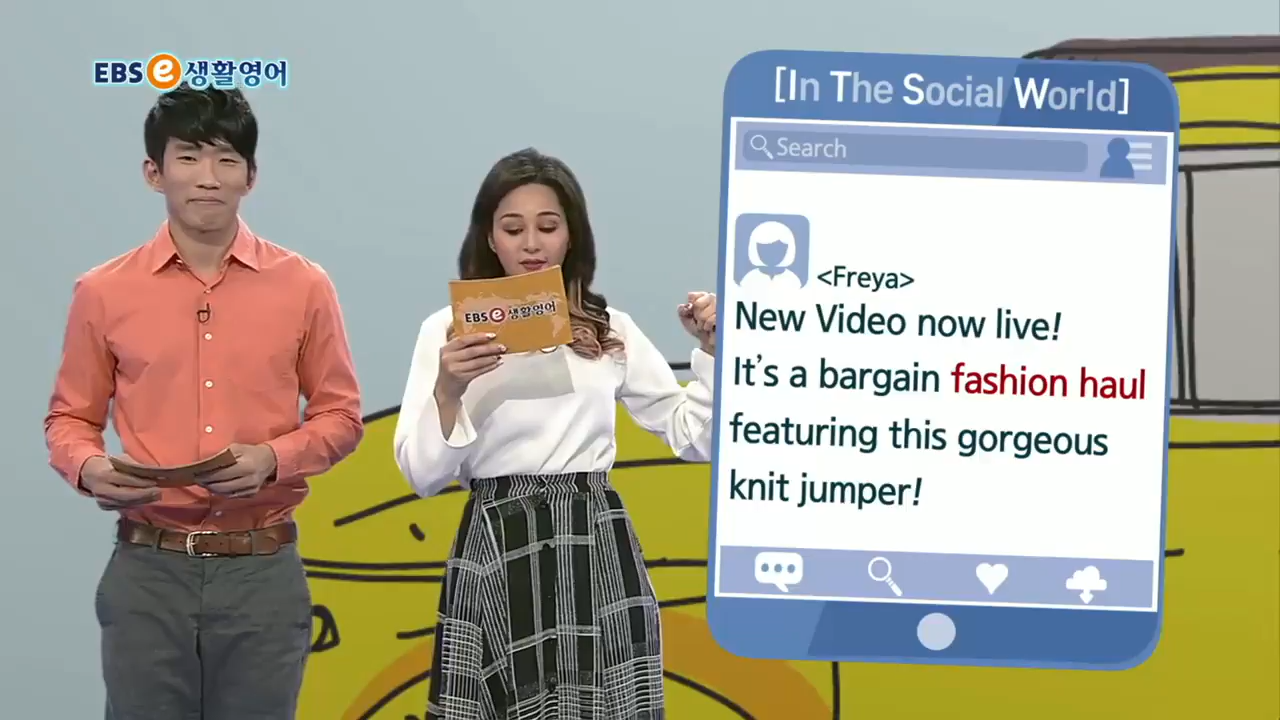 EBS e 생활영어
EBS e 생활영어
[In The Social World]
Search
<Freya>
New Video now live!
It's a bargain fashion haul
featuring this gorgeous
knit jumper!